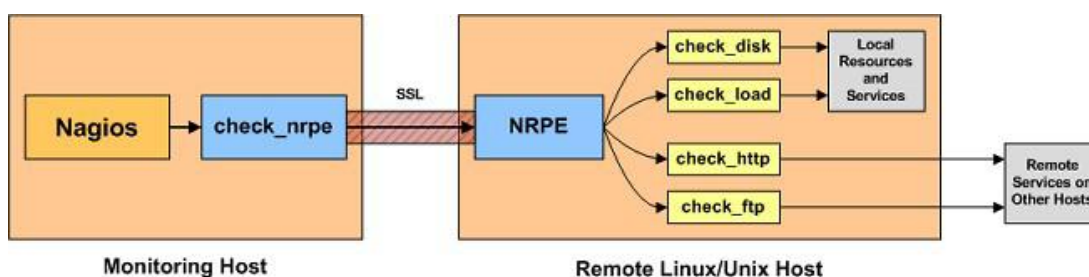 Nagios
check_nrpe
SSL
NRPE
check_disk
check_load
check_http
check_ftp
Local
Resources
and
Services
Remote
Services on
Other Hosts
Monitoring Host
Remote Linux/Unix Host